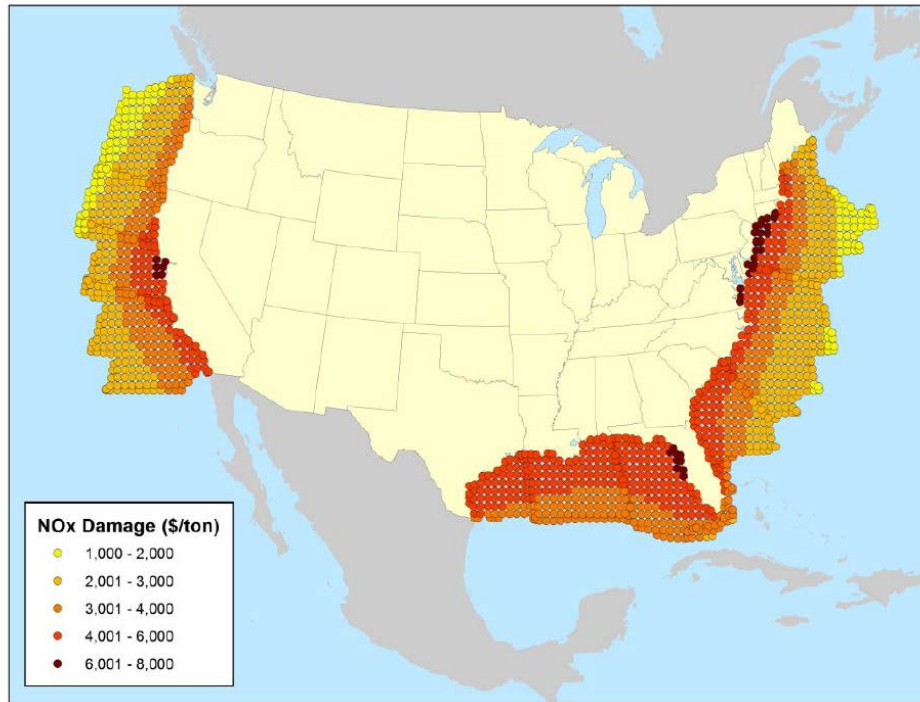 NOx Damage ($/ton)
1,000 - 2,000
2,001 - 3,000
3,001 - 4,000
4,001 - 6,000
6,001 - 8,000